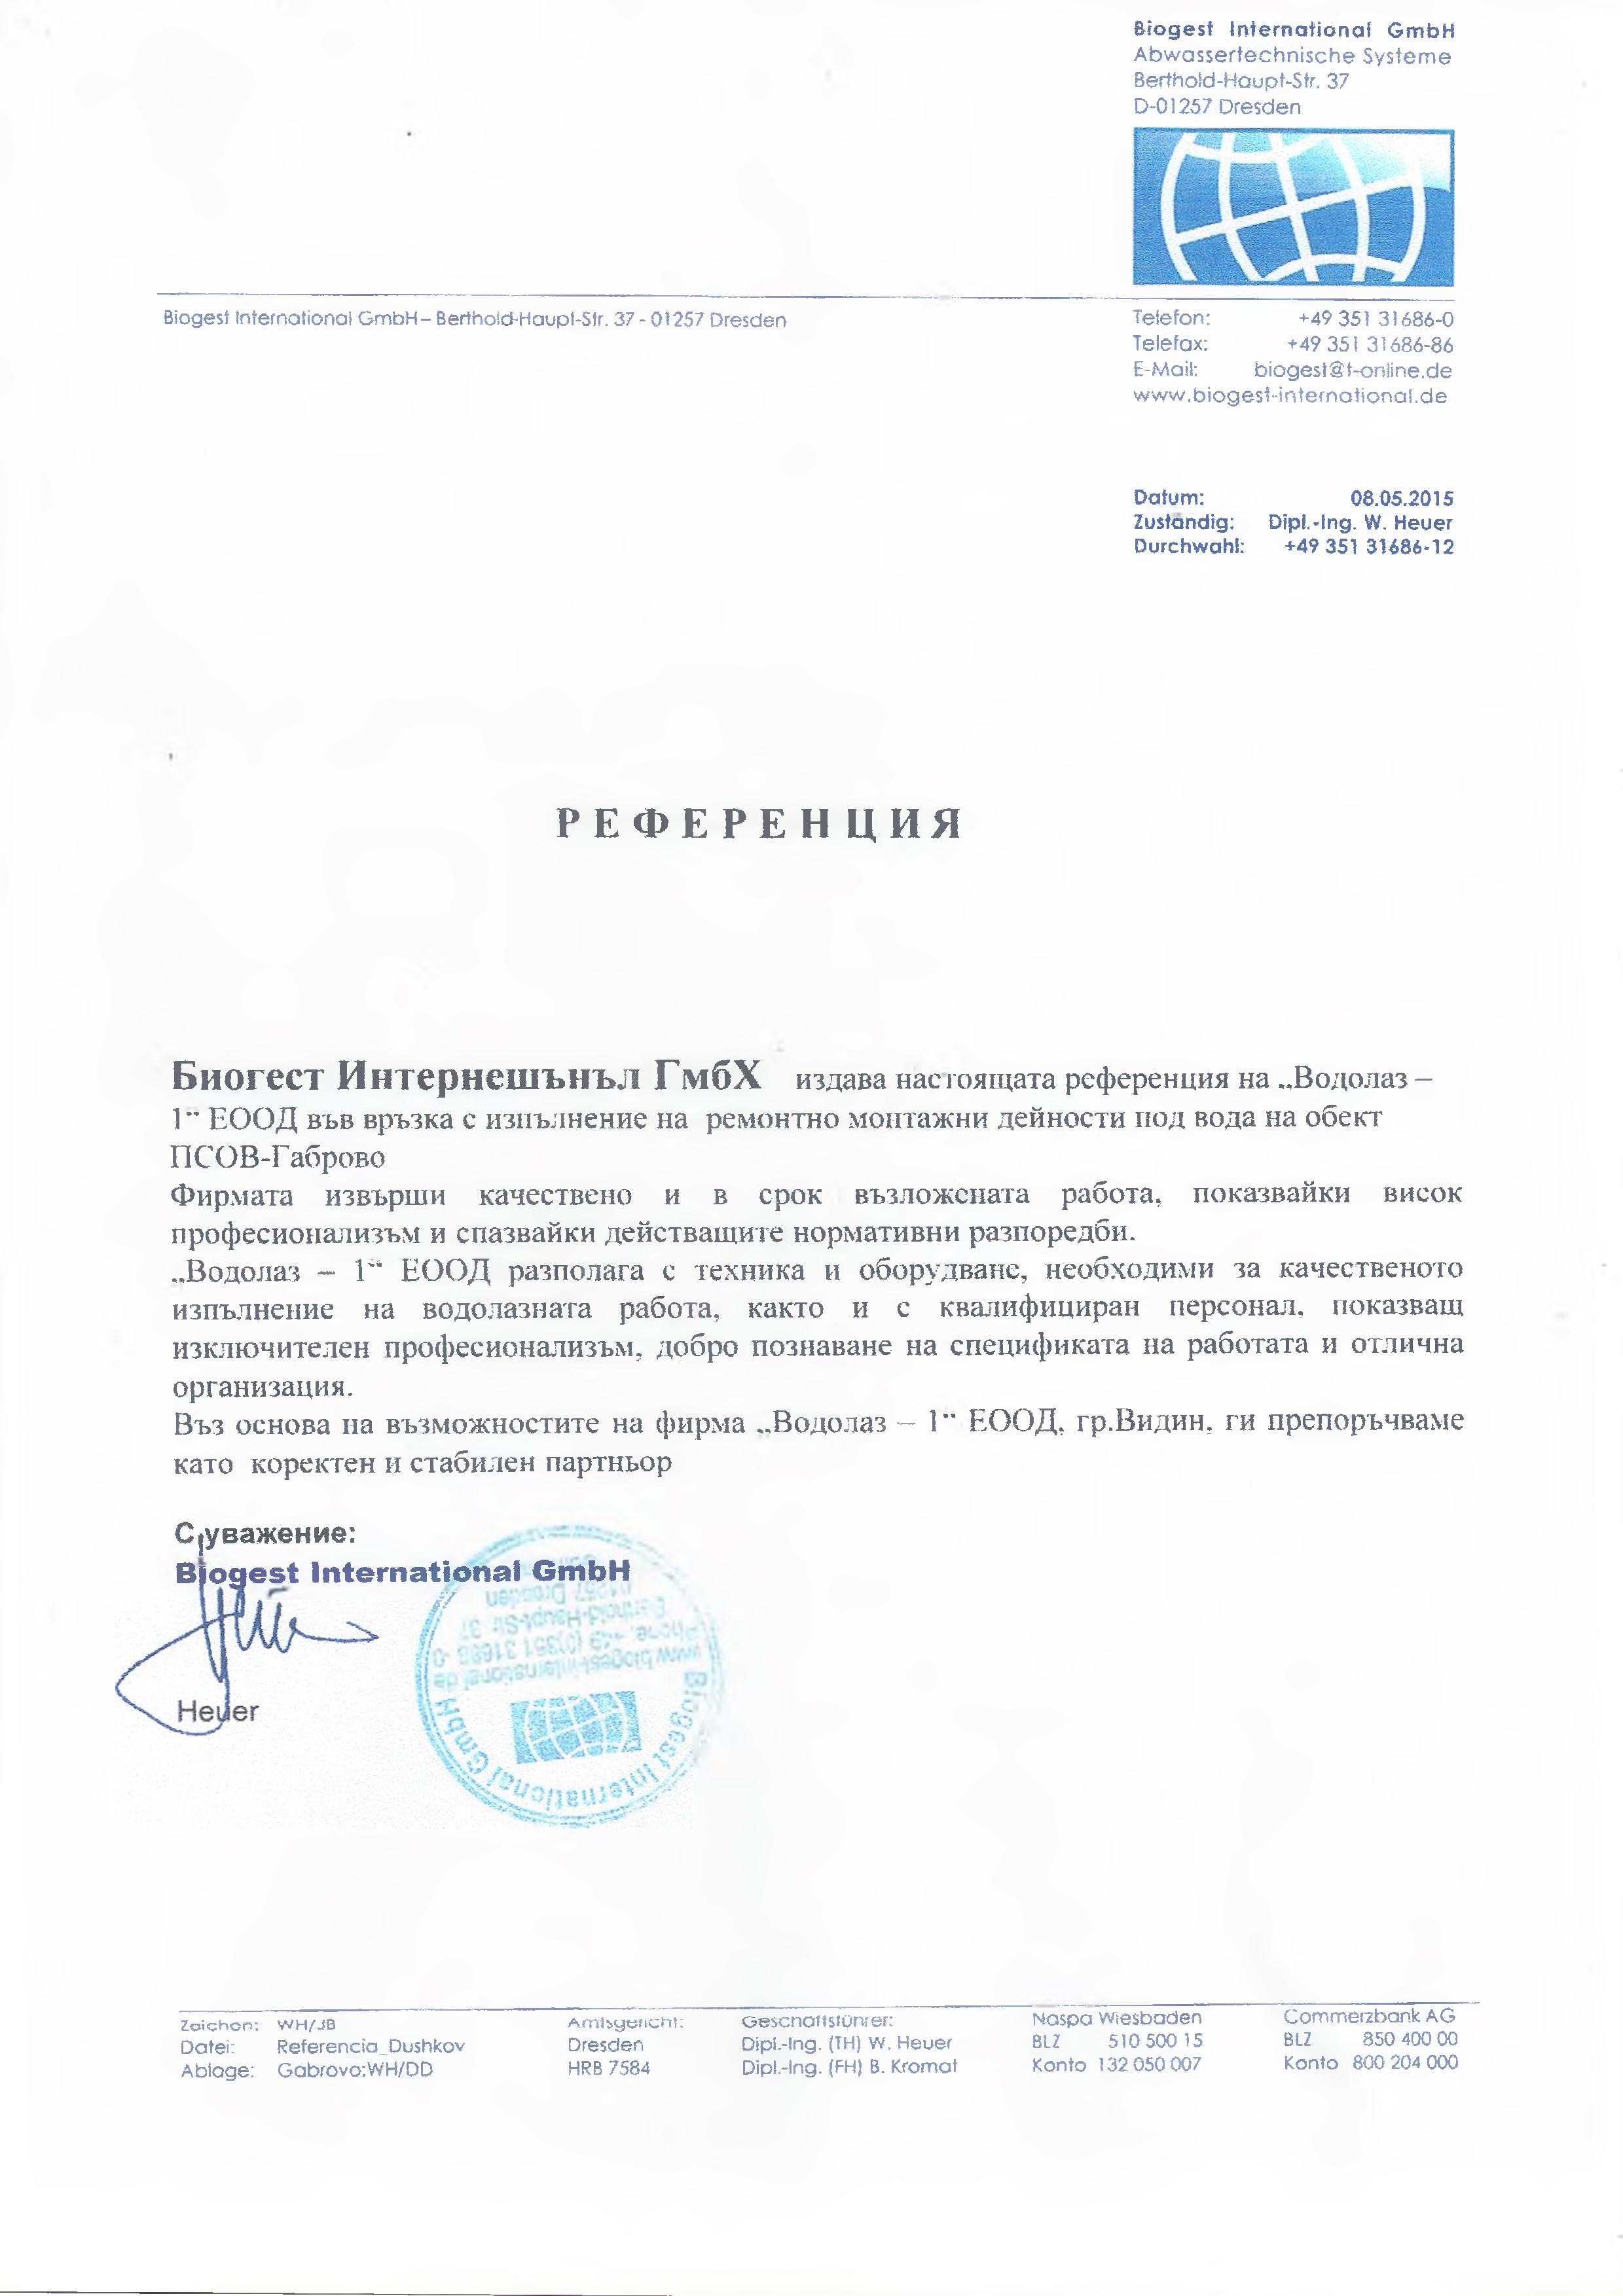 Biogest International GmbH
Abwassertechnische Systeme
Berthold-Haupt-Str. 37
D-01257 Dresden
Biogest International GmbH– Berthold-Haupt-Str. 37 - 01257 Dresden
Telefon: +49 351 31686-0
Telefax: +49 351 31686-86
E-Mail: biogest@t-online.de
www.biogest-international.de
Datum: 08.05.2015
Zuständig: Dipl.-Ing. W. Heuer
Durchwahl: +49 351 31686-12
РЕФЕРЕНЦИЯ
Биогест Интернешънъл ГмбХ издава настоящата референция на „Водолаз –
1“ ЕООД във връзка с изпълнение на ремонтно монтажни дейности под вода на обект
ПСОВ-Габрово
Фирмата извърши качествено и в срок възложената работа, показвайки висок
професионализъм и спазвайки действащите нормативни разпоредби.
„Водолаз – 1“ ЕООД разполага с техника и оборудване, необходими за качественото
изпълнение на водолазната работа, както и с квалифициран персонал, показващ
изключителен професионализъм, добро познаване на спецификата на работата и отлична
организация.
Въз основа на възможностите на фирма „Водолаз – 1“ ЕООД, гр.Видин, ги препоръчваме
като коректен и стабилен партньор
С уважение:
Biogest International GmbH
Heuer
Biogest International GmbH
www.biogest-international.de
Phone: +49 (0)351 31686 -0
Berthold-Haupt-Str. 37
01257 Dresden
Zeichen: WH/JB
Datei: Referencia_Dushkov
Ablage: Gabrovo:WH/DD
Amtsgericht:
Dresden
HRB 7584
Geschäftsführer:
Dipl.-Ing. (TH) W. Heuer
Dipl.-Ing. (FH) B. Kromat
Naspa Wiesbaden
BLZ 510 500 15
Konto 132 050 007
Commerzbank AG
BLZ 850 400 00
Konto 800 204 000